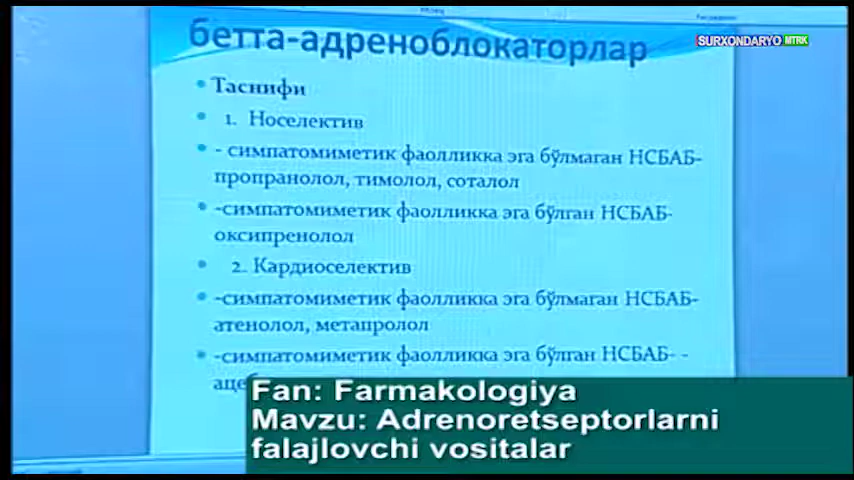 бетта-адреноблокаторлар
SURXONDARYO MTRK
Таснифи
1. Носелектив
- симпатомиметик фаолликка эга бўлмаган НСБАБ-
пропранолол, тимолол, соталол
-симпатомиметик фаолликка эга бўлган НСБАБ-
оксипренолол
2. Кардиоселектив
-симпатомиметик фаолликка эга бўлмаган НСБАБ-
атенолол, метапролол
-симпатомиметик фаолликка эга бўлган НСБАБ- -
Fan: Farmakologiya
Mavzu: Adrenoretseptorlarni
falajlovchi vositalar